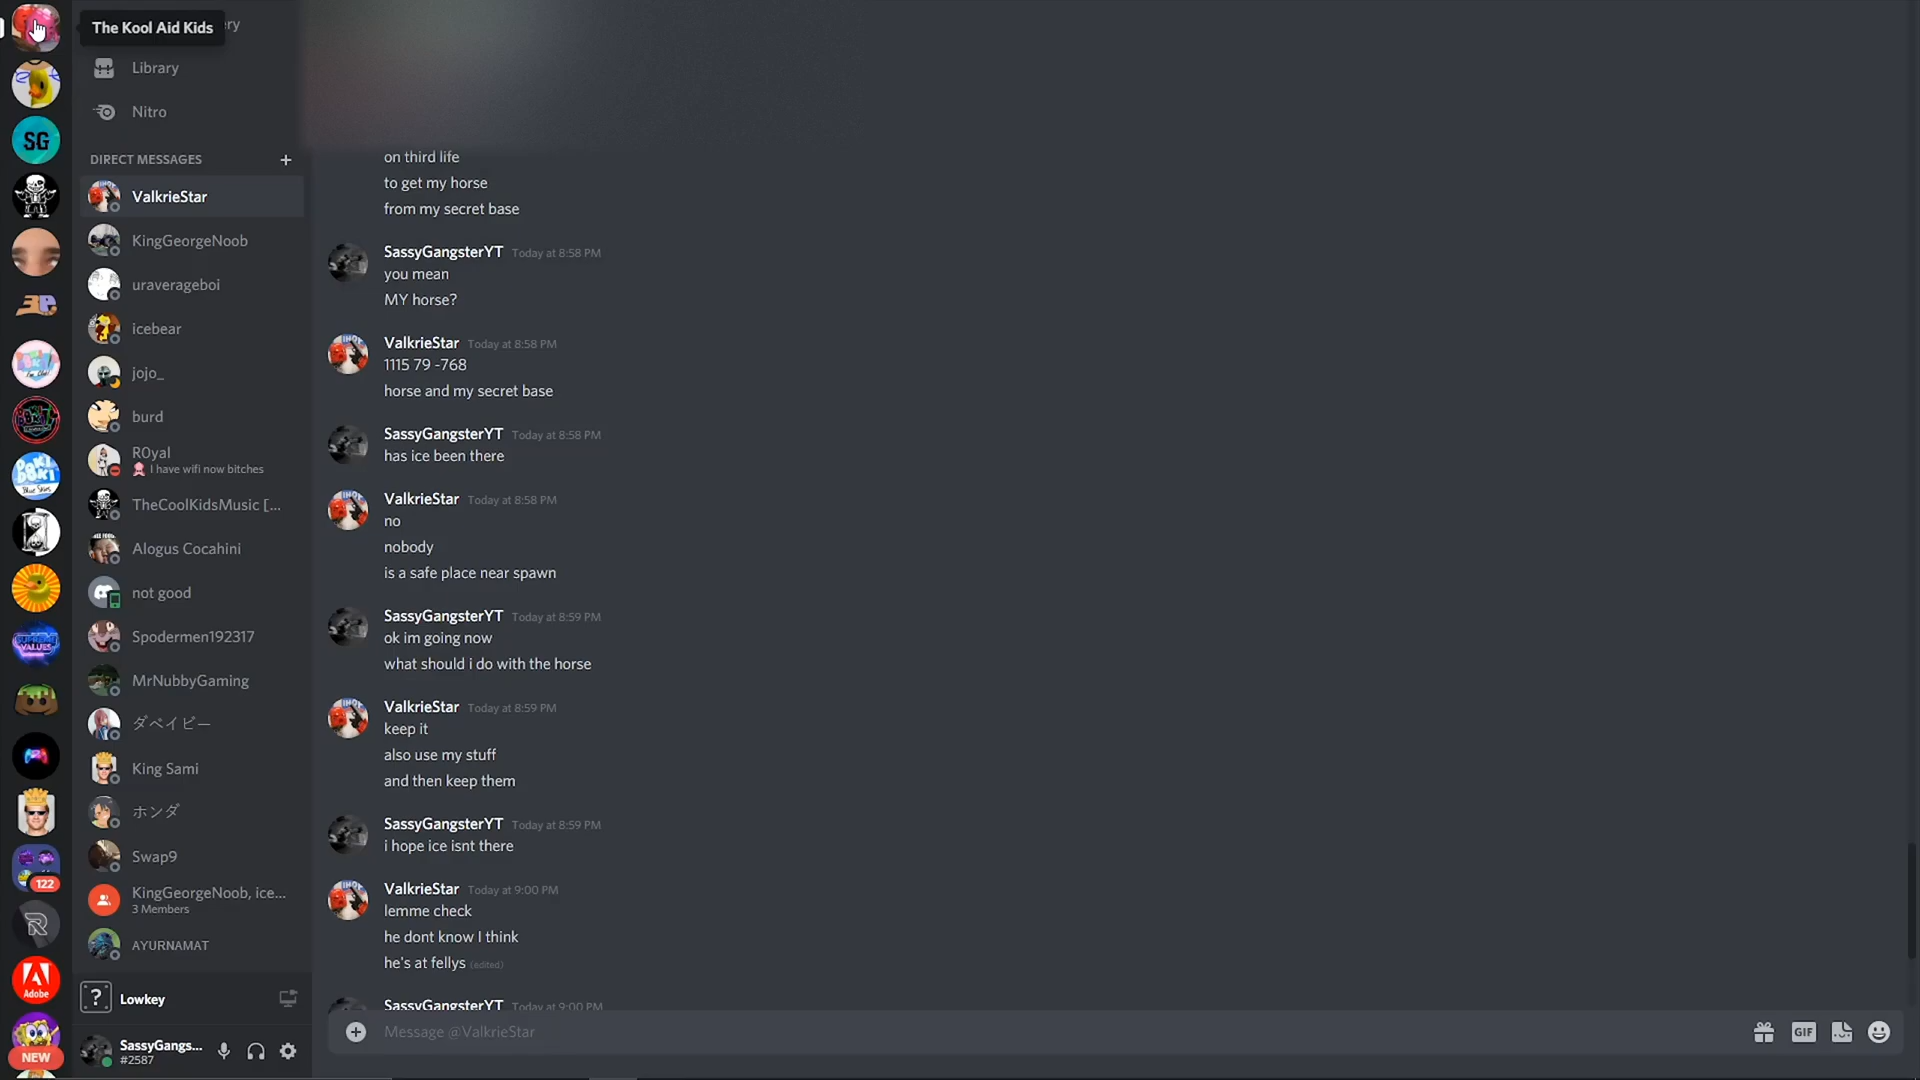 The Kool Aid Kids
Library
Nitro
DIRECT MESSAGES
ValkrieStar
KingGeorgeNoob
uraverageboi
icebear
jojo_
burd
R0yal
I have wifi now bitches
TheCoolKidsMusic [...
Alogus Cocahini
not good
Spodermen192317
MrNubbyGaming
ダベイビー
King Sami
ホンダ
Swap9
KingGeorgeNoob, ice...
3 Members
AYURNAMAT
Lowkey
SassyGangs...
#2587
SG
122
Adobe
NEW
on third life
to get my horse
from my secret base
SassyGangsterYT Today at 8:58 PM
you mean
MY horse?
ValkrieStar Today at 8:58 PM
1115 79 -768
horse and my secret base
SassyGangsterYT Today at 8:58 PM
has ice been there
ValkrieStar Today at 8:58 PM
no
nobody
is a safe place near spawn
SassyGangsterYT Today at 8:59 PM
ok im going now
what should i do with the horse
ValkrieStar Today at 8:59 PM
keep it
also use my stuff
and then keep them
SassyGangsterYT Today at 8:59 PM
i hope ice isnt there
ValkrieStar Today at 9:00 PM
lemme check
he dont know I think
he's at fellys (edited)
SassyGangsterYT Today at 9:00 PM
Message @ValkrieStar
GIF